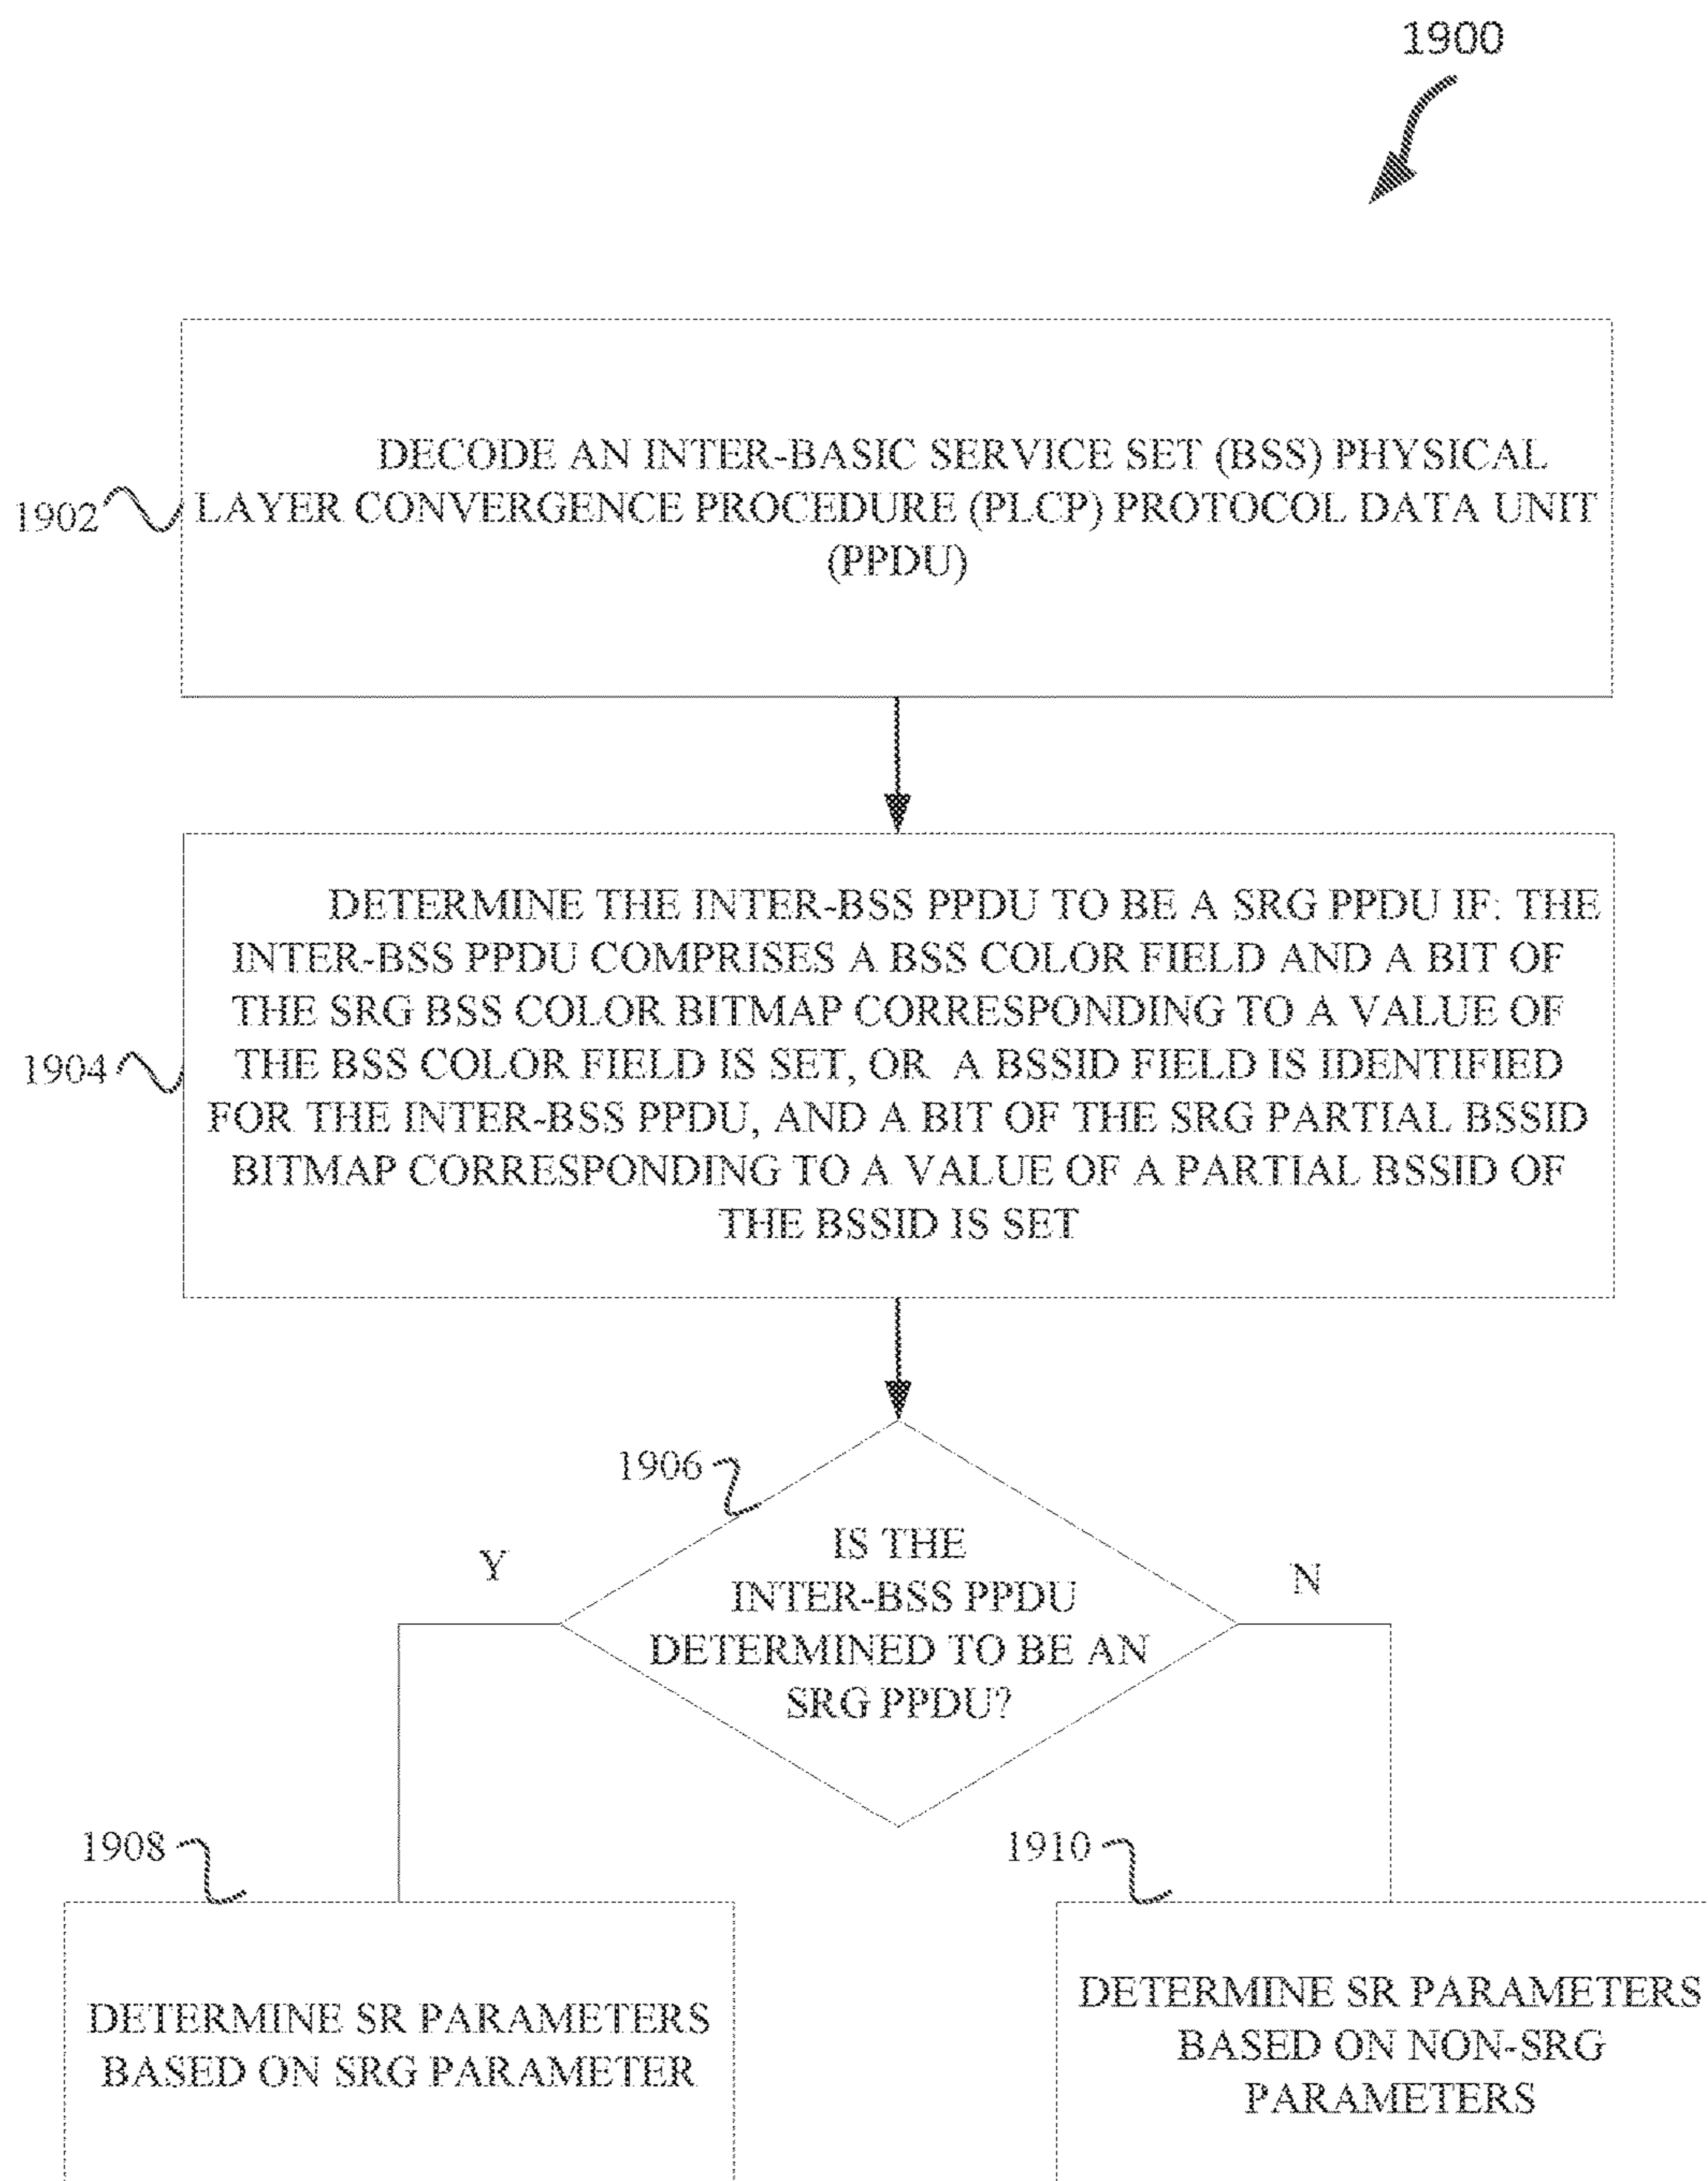 1900
DECODE AN INTER-BASIC SERVICE SET (BSS) PHYSICAL
LAYER CONVERGENCE PROCEDURE (PLCP) PROTOCOL DATA UNIT
(PPDU)
1902
DETERMINE THE INTER-BSS PPDU TO BE A SRG PPDU IF: THE
INTER-BSS PPDU COMPRISES A BSS COLOR FIELD AND A BIT OF
THE SRG BSS COLOR BITMAP CORRESPONDING TO A VALUE OF
THE BSS COLOR FIELD IS SET, OR A BSSID FIELD IS IDENTIFIED
FOR THE INTER-BSS PPDU, AND A BIT OF THE SRG PARTIAL BSSID
BITMAP CORRESPONDING TO A VALUE OF A PARTIAL BSSID OF
THE BSSID IS SET
1904
1906
IS THE
INTER-BSS PPDU
DETERMINED TO BE AN
SRG PPDU?
Y
N
1908
DETERMINE SR PARAMETERS
BASED ON SRG PARAMETER
1910
DETERMINE SR PARAMETERS
BASED ON NON-SRG
PARAMETERS